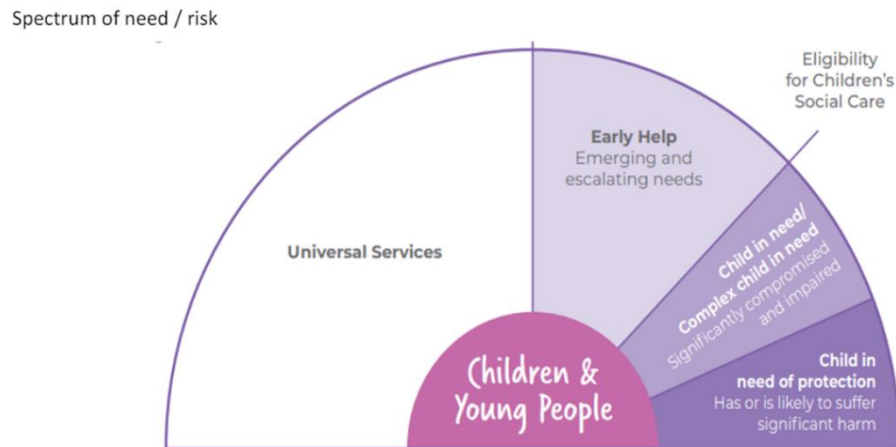 Spectrum of need / risk
Eligibility
for Children's
Social Care
Early Help
Emerging and
escalating needs
Universal Services
Child in need/
Complex child in need
Significantly compromised
and impaired
Child in
need of protection
Has or is likely to suffer
significant harm
Children &
Young People